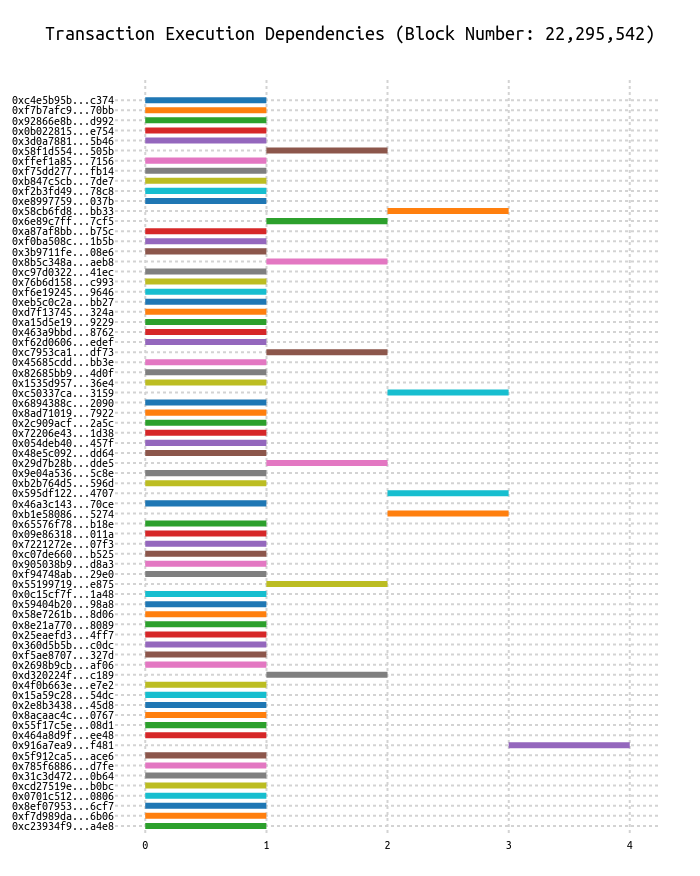 Transaction Execution Dependencies (Block Number: 22,295,542)
0xc4e5b95b...c374
0xf7b7afc9...70bb
0x92866e8b...d992
0x0b022815...e754
0x3d0a7881...5b46
0x58f1d554...505b
0xffef1a85...7156
0xf75dd277...fb14
0xb847c5cb...7de7
0xf2b3fd49...78c8
0xe8997759...037b
0x58cb6fd8...bb33
0x6e89c7ff...7cf5
0xa87af8bb...b75c
0xf0ba508c...1b5b
0x3b9711fe...08e6
0x8b5c348a...aeb8
0xc97d0322...41ec
0x76b6d158...c993
0xf6e19245...9646
0xeb5c0c2a...bb27
0xd7f13745...324a
0xa15d5e19...9229
0x463a9bbd...8762
0xf62d0606...edef
0xc7953ca1...df73
0x45685cdd...bb3e
0x82685bb9...4d0f
0x1535d957...36e4
0xc50337ca...3159
0x6894388c...2090
0x8ad71019...7922
0x2c909acf...2a5c
0x72206e43...1d38
0x054deb40...457f
0x48e5c092...dd64
0x29d7b28b...dde5
0x9e04a536...5c8e
0xb2b764d5...596d
0x595df122...4707
0x46a3c143...70ce
0xb1e58086...5274
0x65576f78...b18e
0x09e86318...011a
0x7221272e...07f3
0xc07de660...b525
0x905038b9...d8a3
0xf94748ab...29e0
0x55199719...e875
0x0c15cf7f...1a48
0x59404b20...98a8
0x58e7261b...8d06
0x8e21a770...8089
0x25eaefd3...4ff7
0x360d5b5b...c0dc
0xf5ae8707...327d
0x2698b9cb...af06
0xd320224f...c189
0x4f0b663e...e7e2
0x15a59c28...54dc
0x2e8b3438...45d8
0x8acaac4c...0767
0x55f17c5e...08d1
0x464a8d9f...ee48
0x916a7ea9...f481
0x5f912ca5...ace6
0x785f6886...d7fe
0x31c3d472...0b64
0xcd27519e...b0bc
0x0701c512...0806
0x8ef07953...6cf7
0xf7d989da...6b06
0xc23934f9...a4e8
0 1 2 3 4